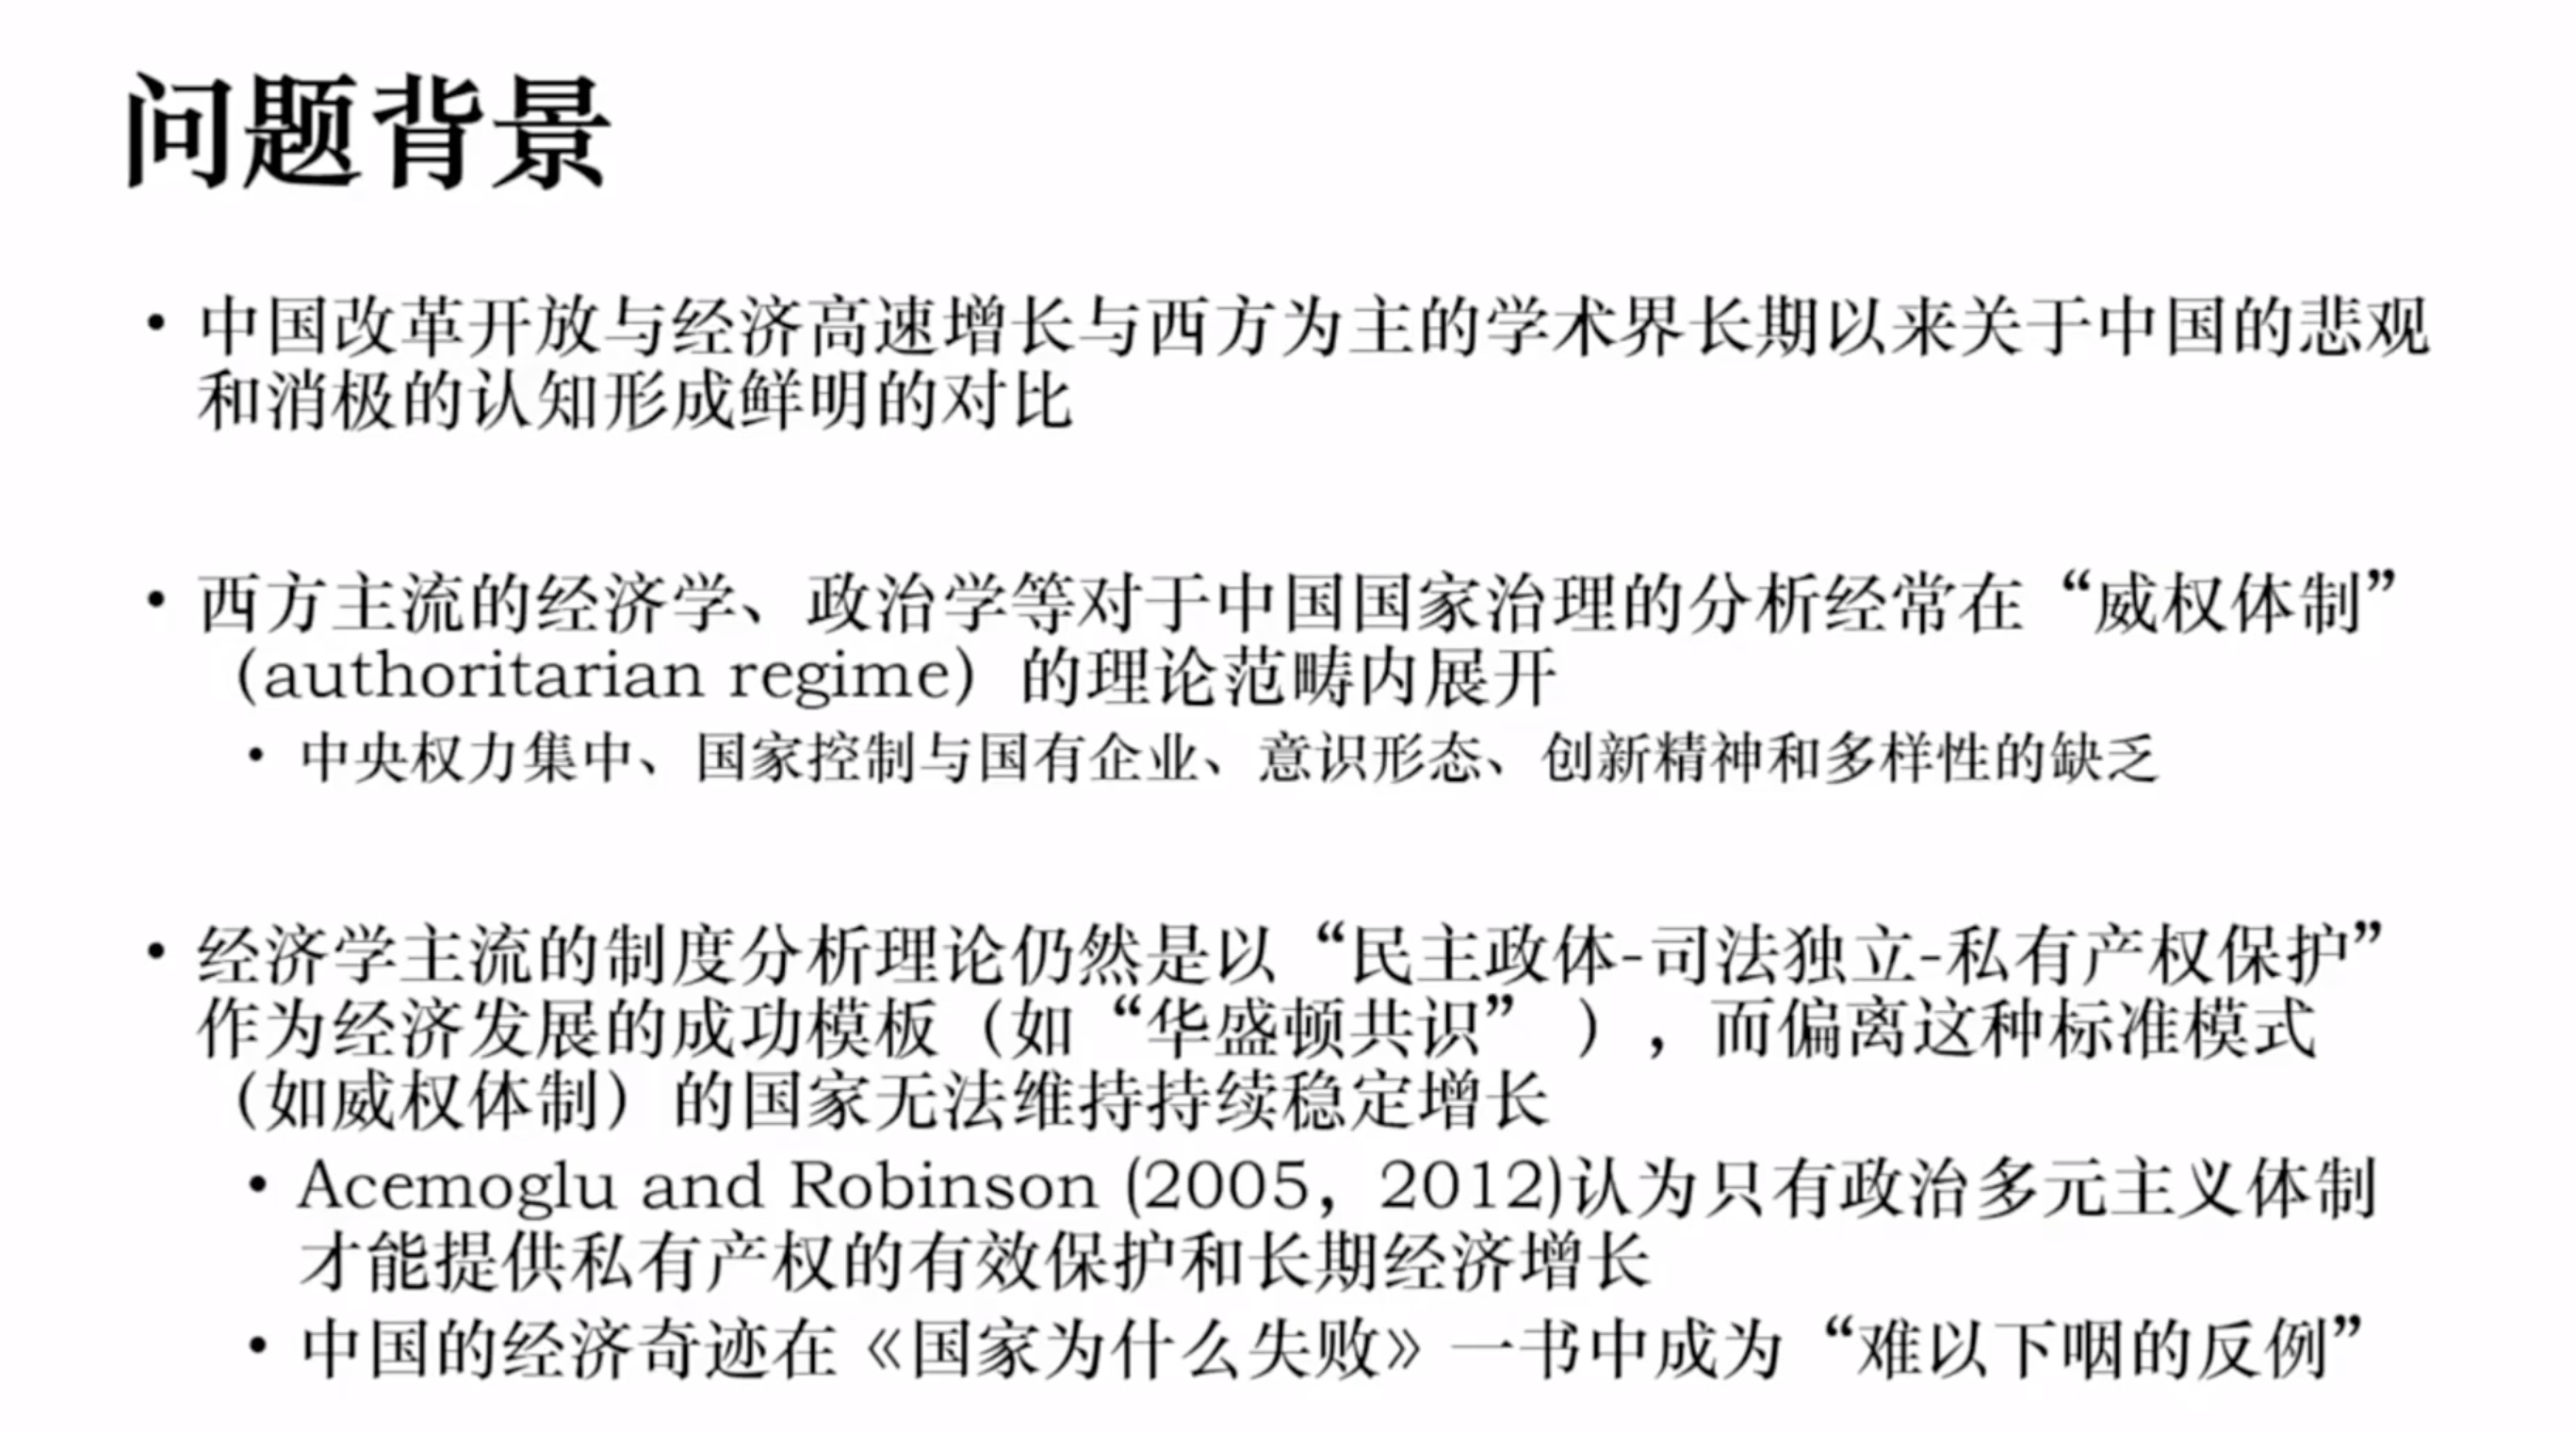 问题背景
• 中国改革开放与经济高速增长与西方为主的学术界长期以来关于中国的悲观
和消极的认知形成鲜明的对比
• 西方主流的经济学、政治学等对于中国国家治理的分析经常在“威权体制”
（authoritarian regime）的理论范畴内展开
• 中央权力集中、国家控制与国有企业、意识形态、创新精神和多样性的缺乏
• 经济学主流的制度分析理论仍然是以“民主政体-司法独立-私有产权保护”
作为经济发展的成功模板（如“华盛顿共识”），而偏离这种标准模式
（如威权体制）的国家无法维持持续稳定增长
• Acemoglu and Robinson (2005，2012)认为只有政治多元主义体制
才能提供私有产权的有效保护和长期经济增长
• 中国的经济奇迹在《国家为什么失败》一书中成为“难以下咽的反例”